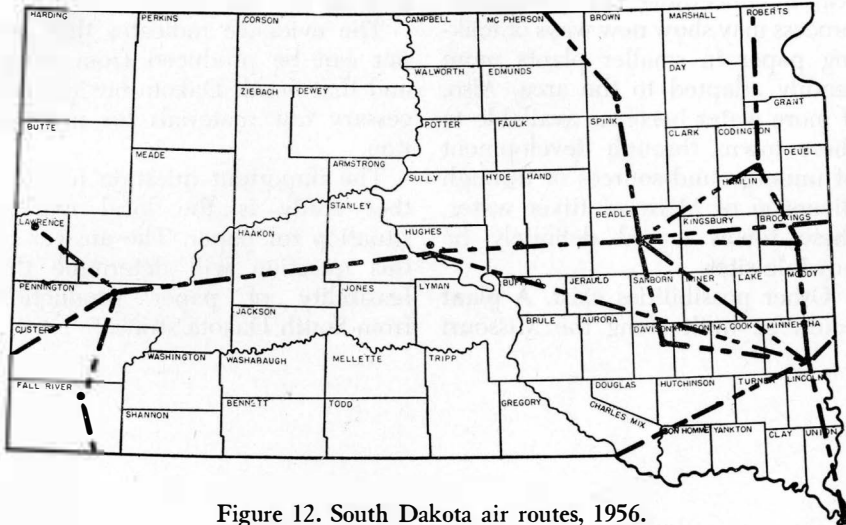 HARDING
PERKINS
CORSON
CAMPBELL
MC PHERSON
BROWN
MARSHALL
ROBERTS
DAY
WALWORTH
EDMUNDS
ZIEBACH
DEWEY
GRANT
BUTTE
POTTER
FAULK
SPINK
CLARK
CODINGTON
MEADE
DEUEL
ARMSTRONG
SULLY
HYDE
HAND
HAMLIN
STANLEY
LAWRENCE
HAAKON
HUGHES
BEADLE
KINGSBURY
BROOKINGS
PENNINGTON
JONES
LYMAN
BUFFALO
JERAULD
SANBORN
MINER
LAKE
MOODY
JACKSON
CUSTER
BRULE
AURORA
DAVISON
HANSON
MC COOK
MINNEHAHA
WASHINGTON
WASHABAUGH
MELLETTE
TRIPP
FALL RIVER
DOUGLAS
HUTCHINSON
TURNER
LINCOLN
SHANNON
BENNETT
TODD
GREGORY
CHARLES MIX
BON HOMME
YANKTON
CLAY
UNION
Figure 12. South Dakota air routes, 1956.